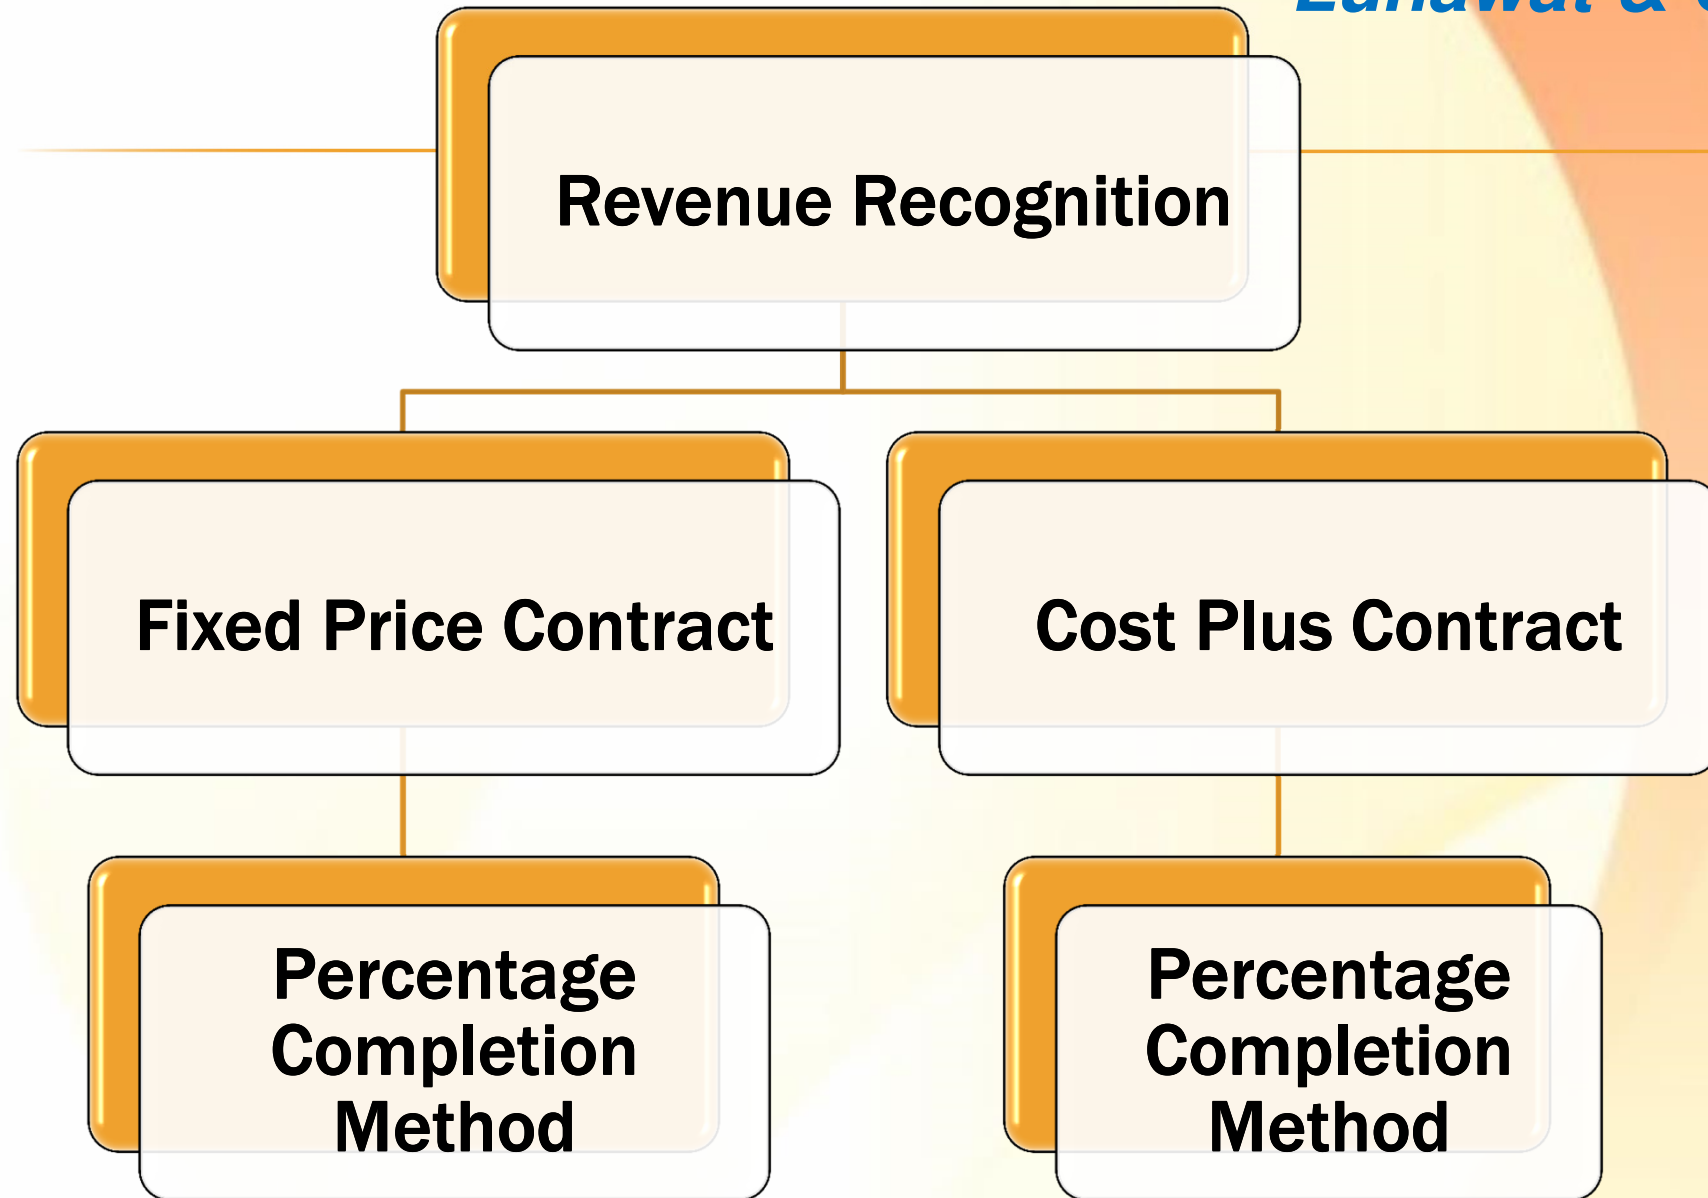 Revenue Recognition
Fixed Price Contract
Cost Plus Contract
Percentage
Completion
Method
Percentage
Completion
Method